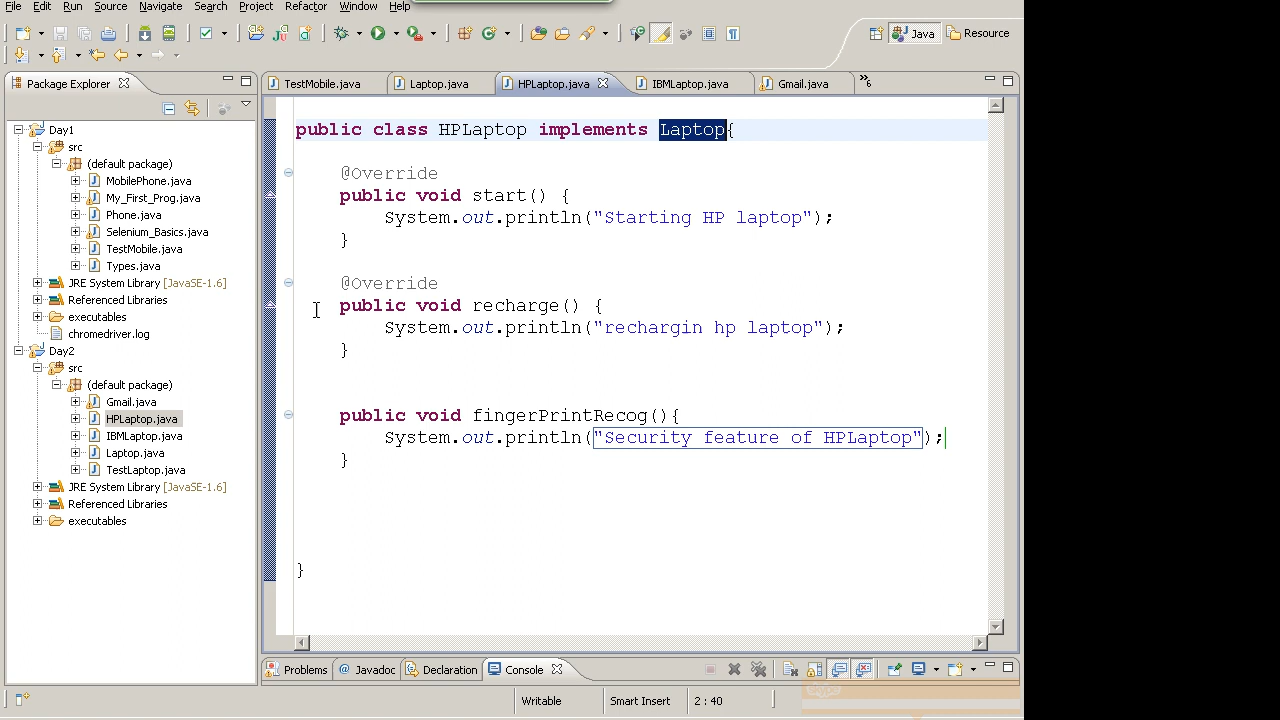 File Edit Run Source Navigate Search Project Refactor Window Help
Java Resource
Package Explorer
TestMobile.java Laptop.java HPLaptop.java IBMLaptop.java Gmail.java
Day1
src
(default package)
MobilePhone.java
My_First_Prog.java
Phone.java
Selenium_Basics.java
TestMobile.java
Types.java
JRE System Library [JavaSE-1.6]
Referenced Libraries
executables
chromedriver.log
Day2
src
(default package)
Gmail.java
HPLaptop.java
IBMLaptop.java
Laptop.java
TestLaptop.java
JRE System Library [JavaSE-1.6]
Referenced Libraries
executables
public class HPLaptop implements Laptop{
@Override
public void start() {
System.out.println("Starting HP laptop");
}
@Override
public void recharge() {
System.out.println("rechargin hp laptop");
}
public void fingerPrintRecog(){
System.out.println("Security feature of HPLaptop");
}
}
Problems @ Javadoc Declaration Console
Writable Smart Insert 2 : 40
skype